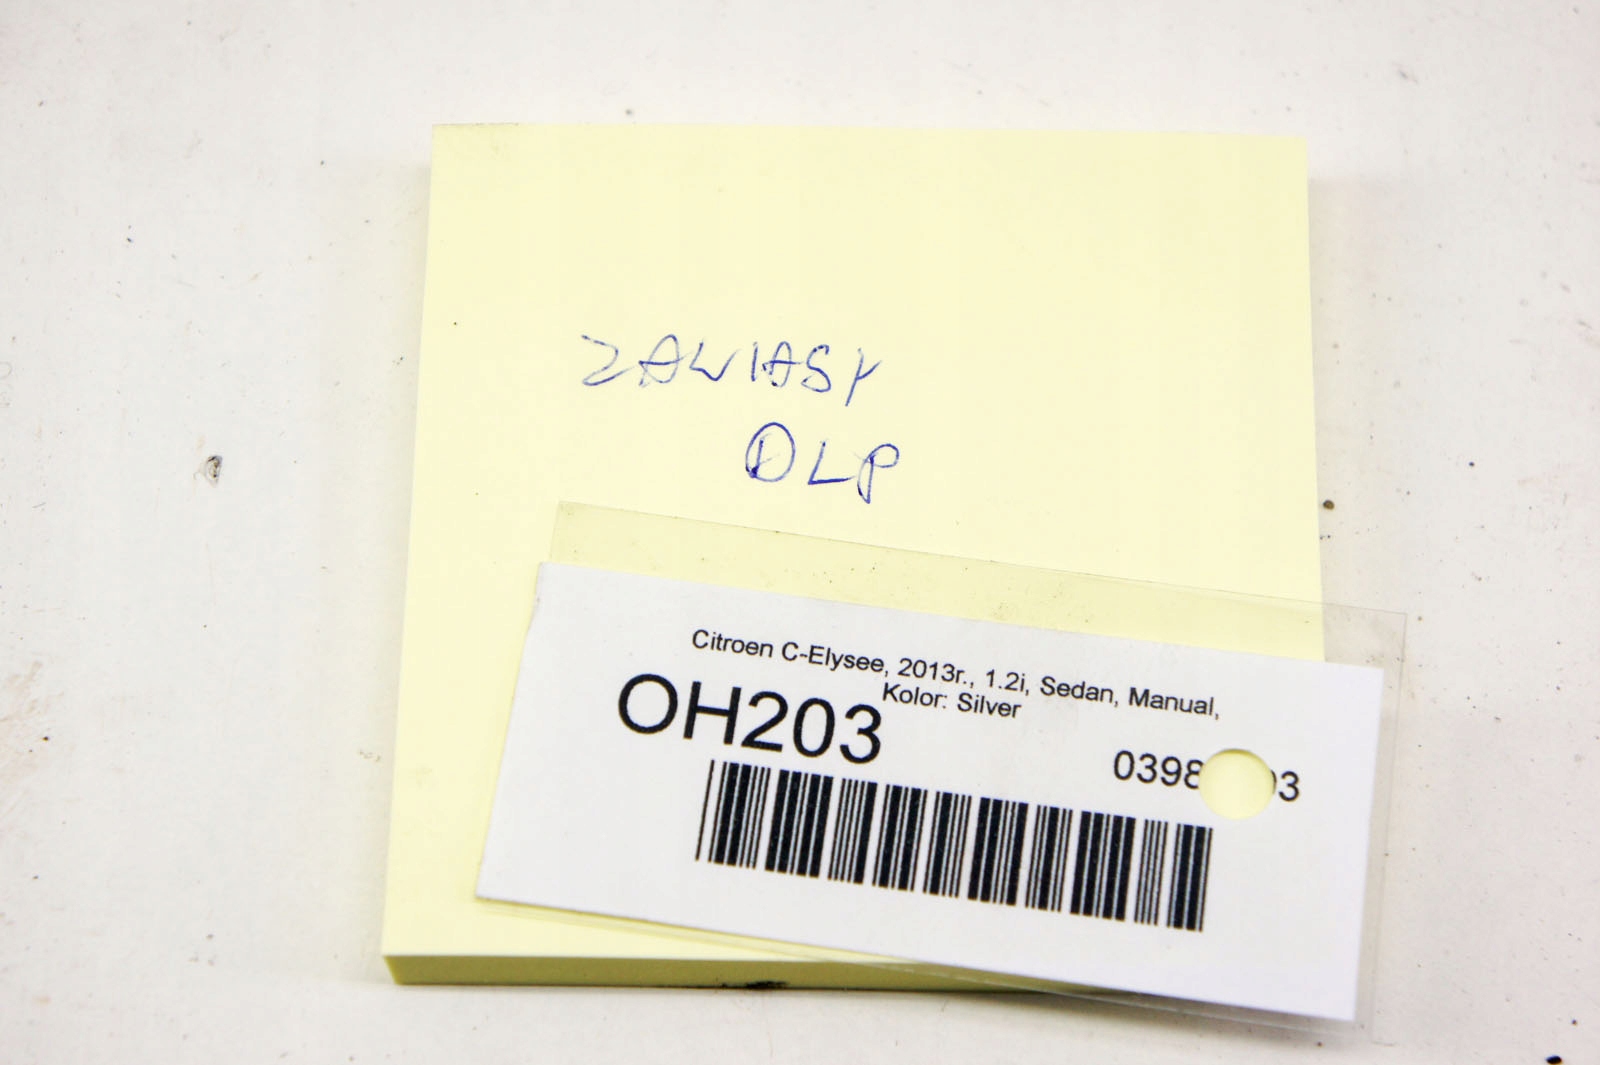 ZAWIASY
DLP
Citroen C-Elysee, 2013r., 1.2i, Sedan, Manual,
Kolor: Silver
OH203